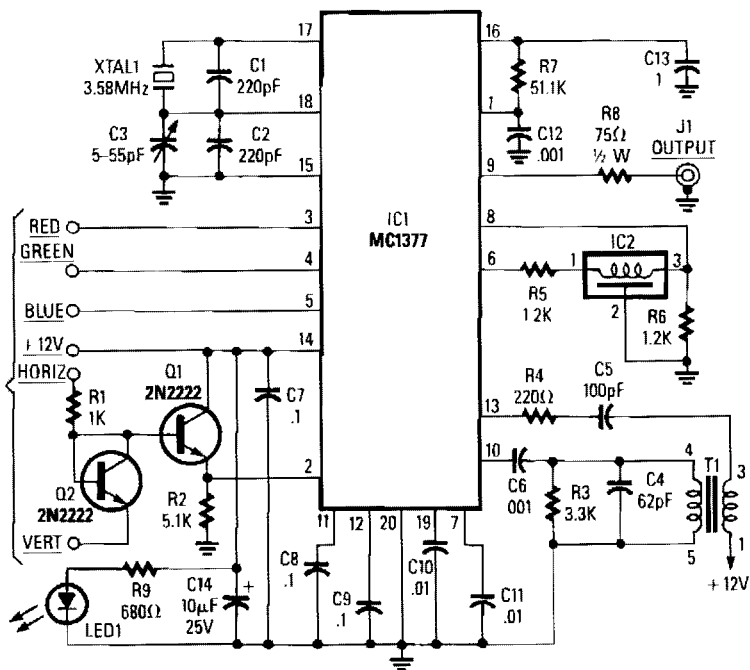 17
16
XTAL1
3.58MHz
C1
220pF
R7
51.1K
C13
1
18
1
C3
5–55pF
C2
220pF
C12
.001
R8
75Ω
½ W
J1
OUTPUT
15
9
IC1
MC1377
RED
3
8
GREEN
4
IC2
6
1
3
R5
1.2K
2
R6
1.2K
BLUE
5
+12V
14
HORIZ
Q1
2N2222
R1
1K
C7
.1
R4
220Ω
C5
100pF
13
10
4
T1
3
C6
001
R3
3.3K
C4
62pF
5
1
+12V
Q2
2N2222
R2
5.1K
2
VERT
11
12
20
19
7
C8
.1
C9
.1
C10
.01
C11
.01
R9
680Ω
C14
10µF
25V
+
LED1